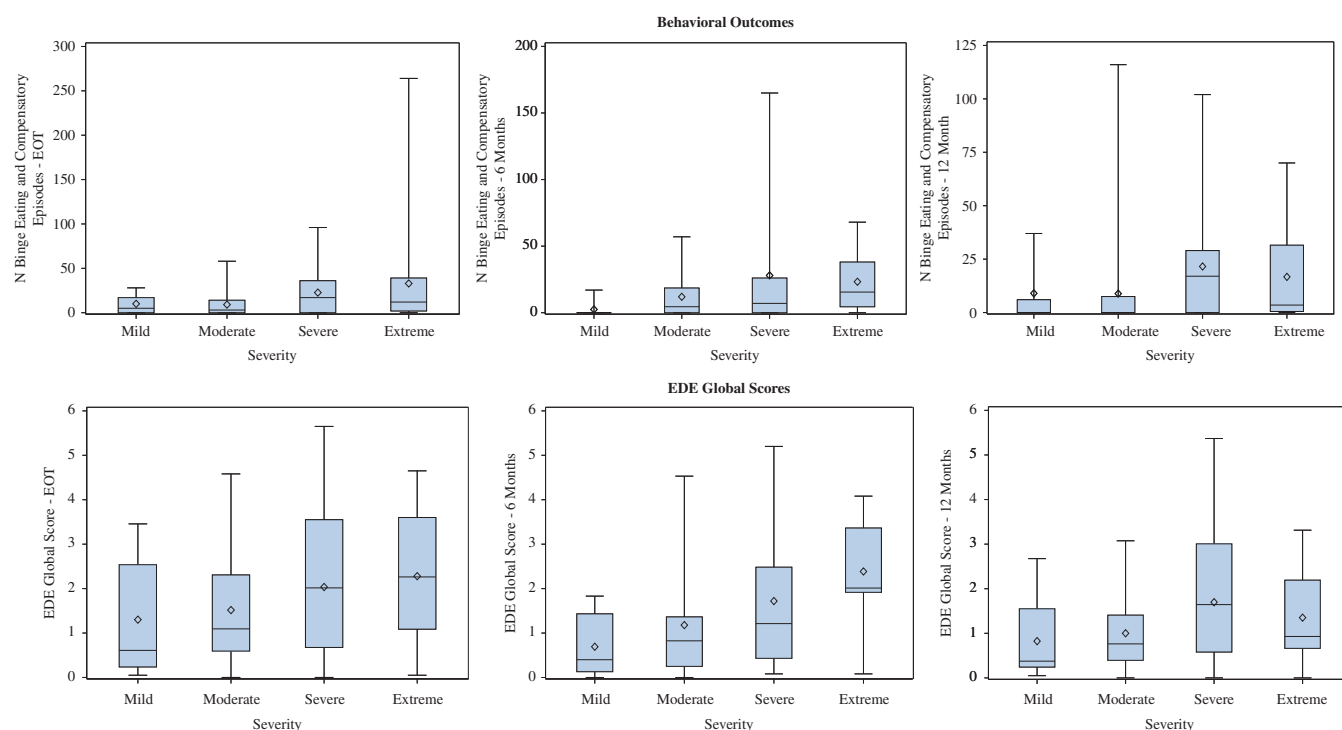 Behavioral Outcomes
N Binge Eating and Compensatory
Episodes - EOT
300
250
200
150
100
50
0
Mild Moderate Severe Extreme
Severity
N Binge Eating and Compensatory
Episodes - 6 Months
200
150
100
50
0
Mild Moderate Severe Extreme
Severity
N Binge Eating and Compensatory
Episodes - 12 Month
125
100
75
50
25
0
Mild Moderate Severe Extreme
Severity
EDE Global Scores
EDE Global Score - EOT
6
5
4
3
2
1
0
Mild Moderate Severe Extreme
Severity
EDE Global Score - 6 Months
6
5
4
3
2
1
0
Mild Moderate Severe Extreme
Severity
EDE Global Score - 12 Months
6
5
4
3
2
1
0
Mild Moderate Severe Extreme
Severity